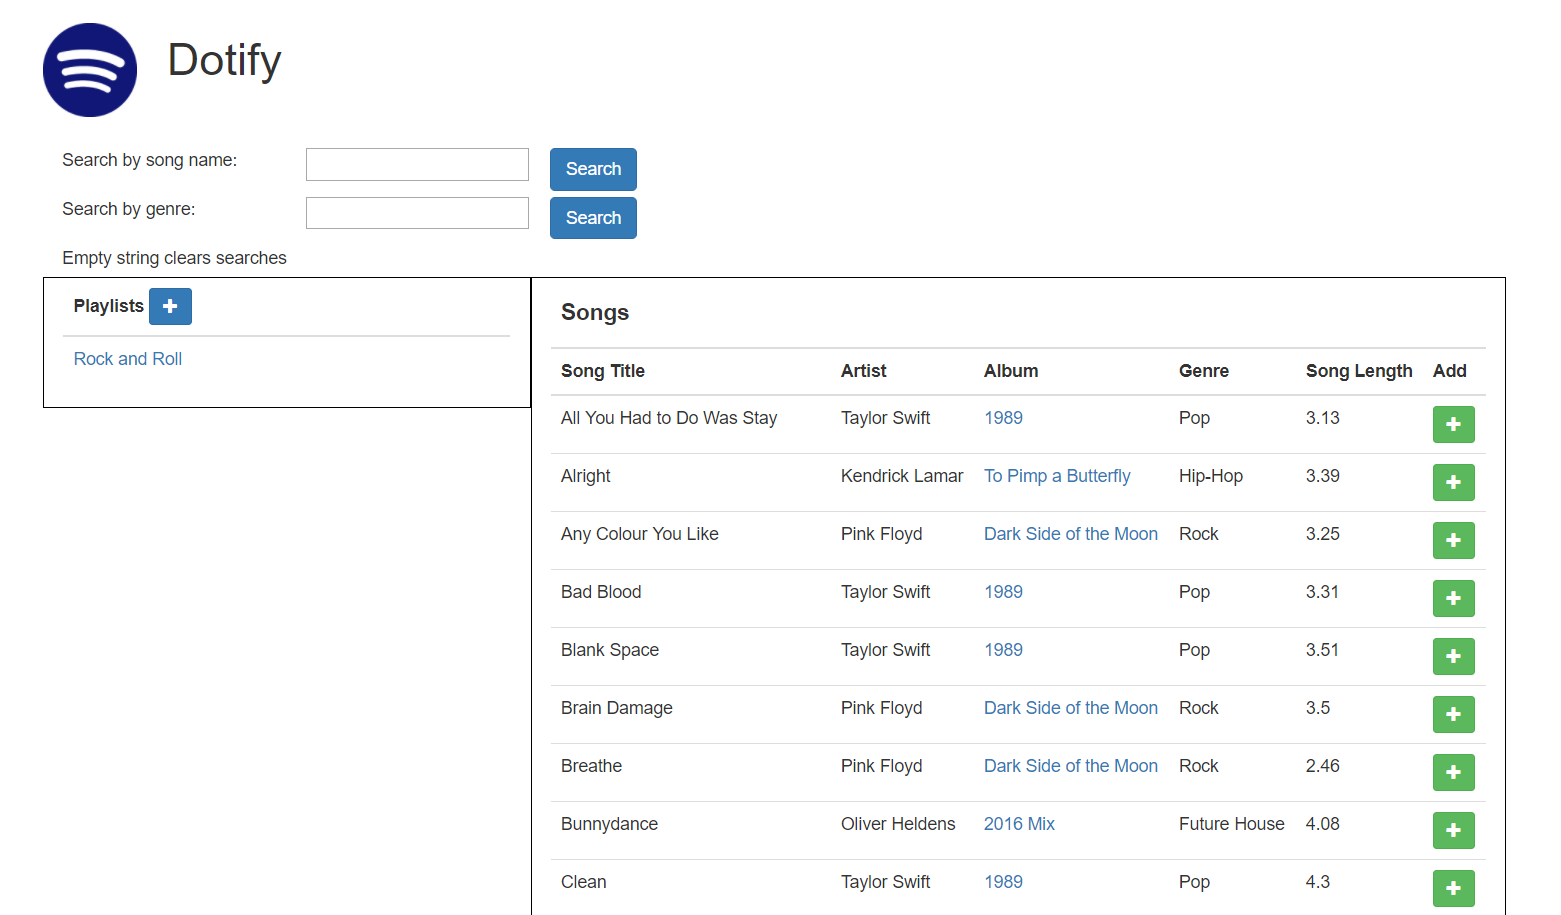 Dotify
Search by song name: Search
Search by genre: Search
Empty string clears searches
Playlists
Rock and Roll
Songs
Song Title Artist Album Genre Song Length Add
All You Had to Do Was Stay Taylor Swift 1989 Pop 3.13
Alright Kendrick Lamar To Pimp a Butterfly Hip-Hop 3.39
Any Colour You Like Pink Floyd Dark Side of the Moon Rock 3.25
Bad Blood Taylor Swift 1989 Pop 3.31
Blank Space Taylor Swift 1989 Pop 3.51
Brain Damage Pink Floyd Dark Side of the Moon Rock 3.5
Breathe Pink Floyd Dark Side of the Moon Rock 2.46
Bunnydance Oliver Heldens 2016 Mix Future House 4.08
Clean Taylor Swift 1989 Pop 4.3